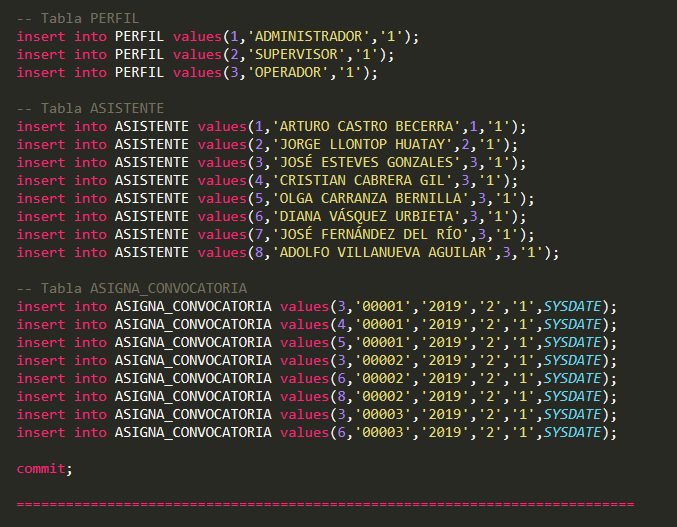 -- Tabla PERFIL
insert into PERFIL values(1,'ADMINISTRADOR','1');
insert into PERFIL values(2,'SUPERVISOR','1');
insert into PERFIL values(3,'OPERADOR','1');
-- Tabla ASISTENTE
insert into ASISTENTE values(1,'ARTURO CASTRO BECERRA',1,'1');
insert into ASISTENTE values(2,'JORGE LLONTOP HUATAY',2,'1');
insert into ASISTENTE values(3,'JOSÉ ESTEVES GONZALES',3,'1');
insert into ASISTENTE values(4,'CRISTIAN CABRERA GIL',3,'1');
insert into ASISTENTE values(5,'OLGA CARRANZA BERNILLA',3,'1');
insert into ASISTENTE values(6,'DIANA VÁSQUEZ URBIETA',3,'1');
insert into ASISTENTE values(7,'JOSÉ FERNÁNDEZ DEL RÍO',3,'1');
insert into ASISTENTE values(8,'ADOLFO VILLANUEVA AGUILAR',3,'1');
-- Tabla ASIGNA_CONVOCATORIA
insert into ASIGNA_CONVOCATORIA values(3,'00001','2019','2','1',SYSDATE);
insert into ASIGNA_CONVOCATORIA values(4,'00001','2019','2','1',SYSDATE);
insert into ASIGNA_CONVOCATORIA values(5,'00001','2019','2','1',SYSDATE);
insert into ASIGNA_CONVOCATORIA values(3,'00002','2019','2','1',SYSDATE);
insert into ASIGNA_CONVOCATORIA values(6,'00002','2019','2','1',SYSDATE);
insert into ASIGNA_CONVOCATORIA values(8,'00002','2019','2','1',SYSDATE);
insert into ASIGNA_CONVOCATORIA values(3,'00003','2019','2','1',SYSDATE);
insert into ASIGNA_CONVOCATORIA values(6,'00003','2019','2','1',SYSDATE);
commit;
===========================================================================